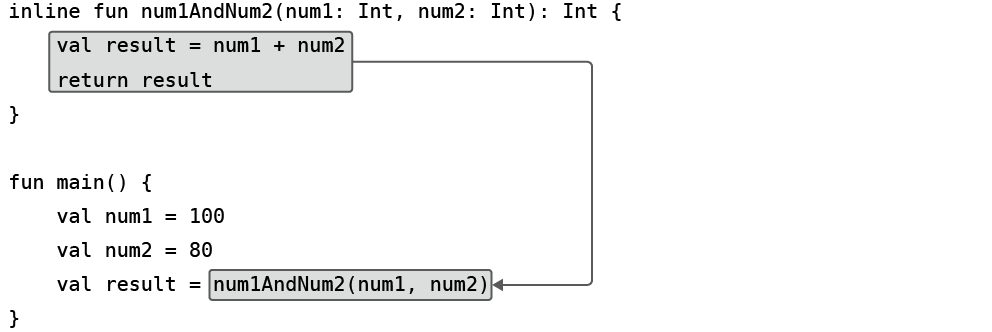 inline fun num1AndNum2(num1: Int, num2: Int): Int {
    val result = num1 + num2
    return result
}

fun main() {
    val num1 = 100
    val num2 = 80
    val result = num1AndNum2(num1, num2)
}